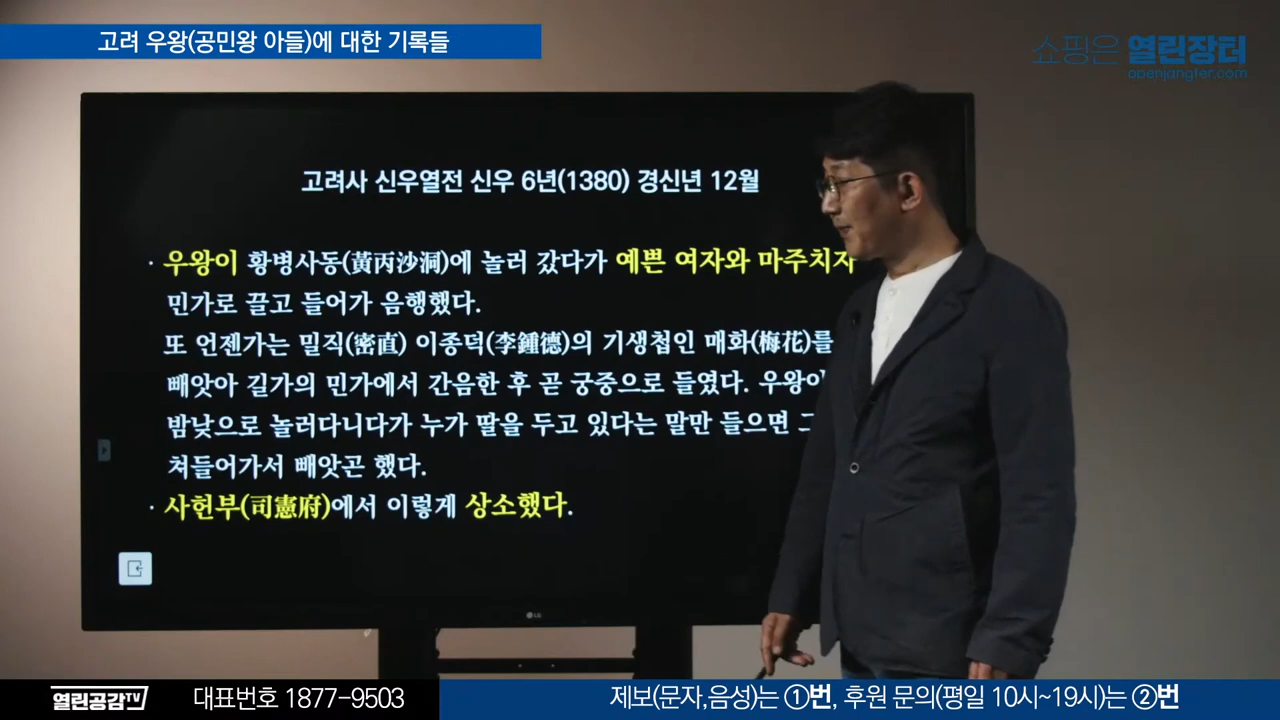 고려 우왕(공민왕 아들)에 대한 기록들
쇼핑은 열린장터
openjangter.com
고려사 신우열전 신우 6년(1380) 경신년 12월
· 우왕이 황병사동(黃丙沙洞)에 놀러 갔다가 예쁜 여자와 마주치자
민가로 끌고 들어가 음행했다.
또 언젠가는 밀직(密直) 이종덕(李鍾德)의 기생첩인 매화(梅花)를
빼앗아 길가의 민가에서 간음한 후 곧 궁중으로 들였다. 우왕이
밤낮으로 놀러다니다가 누가 딸을 두고 있다는 말만 들으면 그
쳐들어가서 빼앗곤 했다.
· 사헌부(司憲府)에서 이렇게 상소했다.
LG
열린공감TV 대표번호 1877-9503 제보(문자,음성)는 ①번, 후원 문의(평일 10시~19시)는 ②번